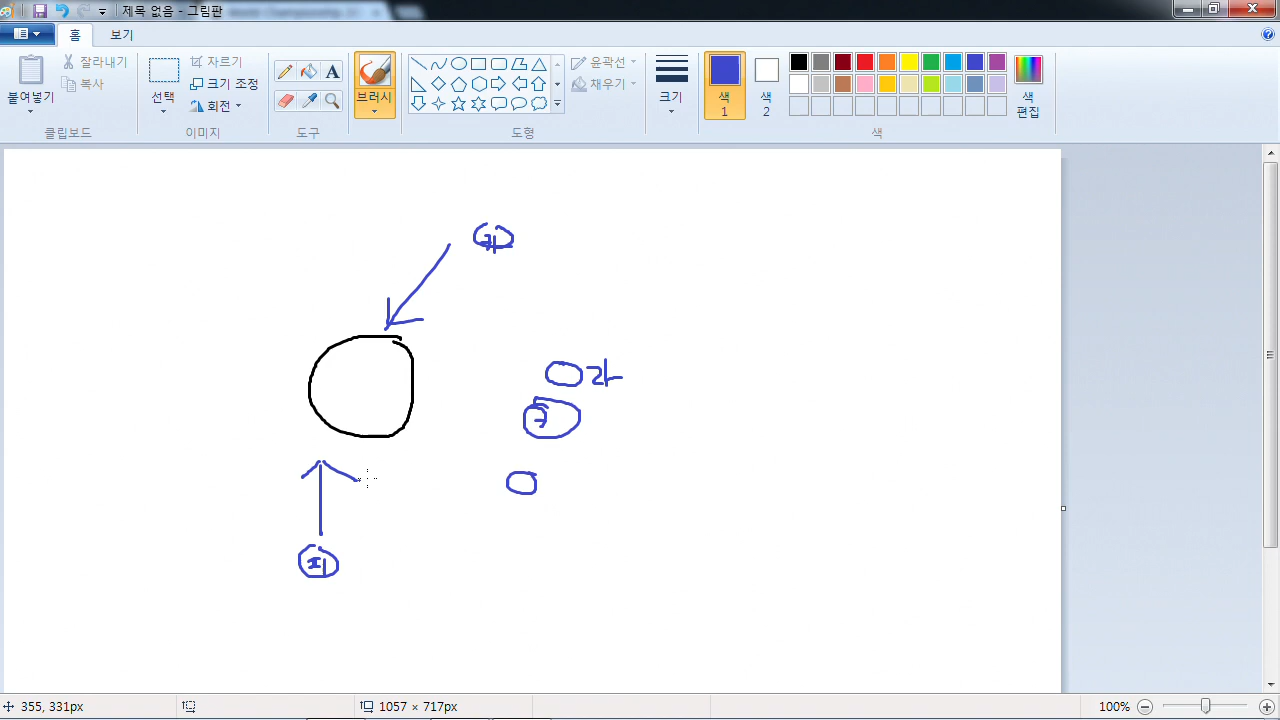 제목 없음 - 그림판
홈 보기
붙여넣기
잘라내기
복사
클립보드
선택
자르기
크기 조정
회전
이미지
A
도구
브러시
윤곽선
채우기
도형
크기
색
1
색
2
색
편집
색
과
355, 331px
1057 × 717px
100%